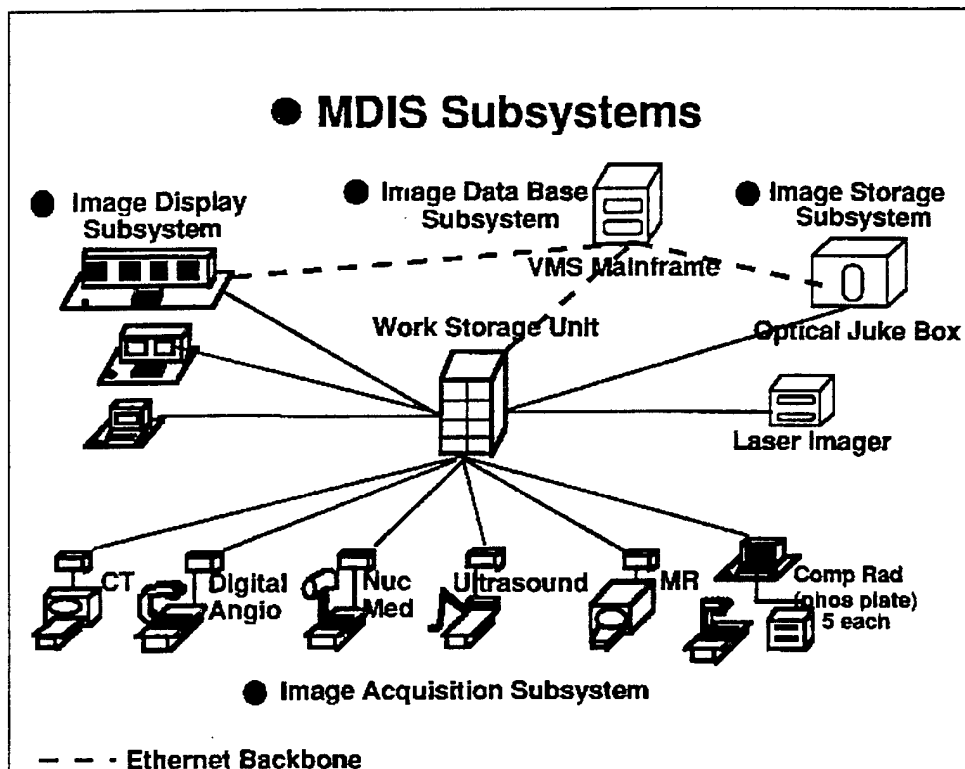 ● MDIS Subsystems
● Image Display
Subsystem
● Image Data Base
Subsystem
● Image Storage
Subsystem
VMS Mainframe
Work Storage Unit
Optical Juke Box
Laser Imager
CT
Digital
Angio
Nuc
Med
Ultrasound
MR
Comp Rad
(phos plate)
5 each
● Image Acquisition Subsystem
– – - Ethernet Backbone